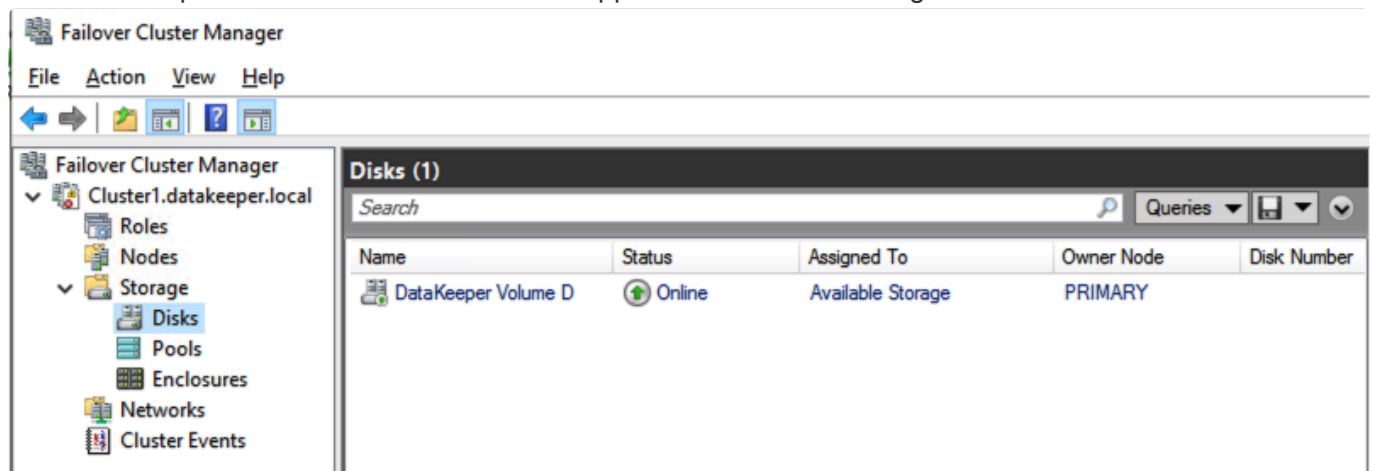 Failover Cluster Manager
File Action View Help
Failover Cluster Manager
Cluster1.datakeeper.local
Roles
Nodes
Storage
Disks
Pools
Enclosures
Networks
Cluster Events
Disks (1)
Search Queries
Name Status Assigned To Owner Node Disk Number
DataKeeper Volume D Online Available Storage PRIMARY